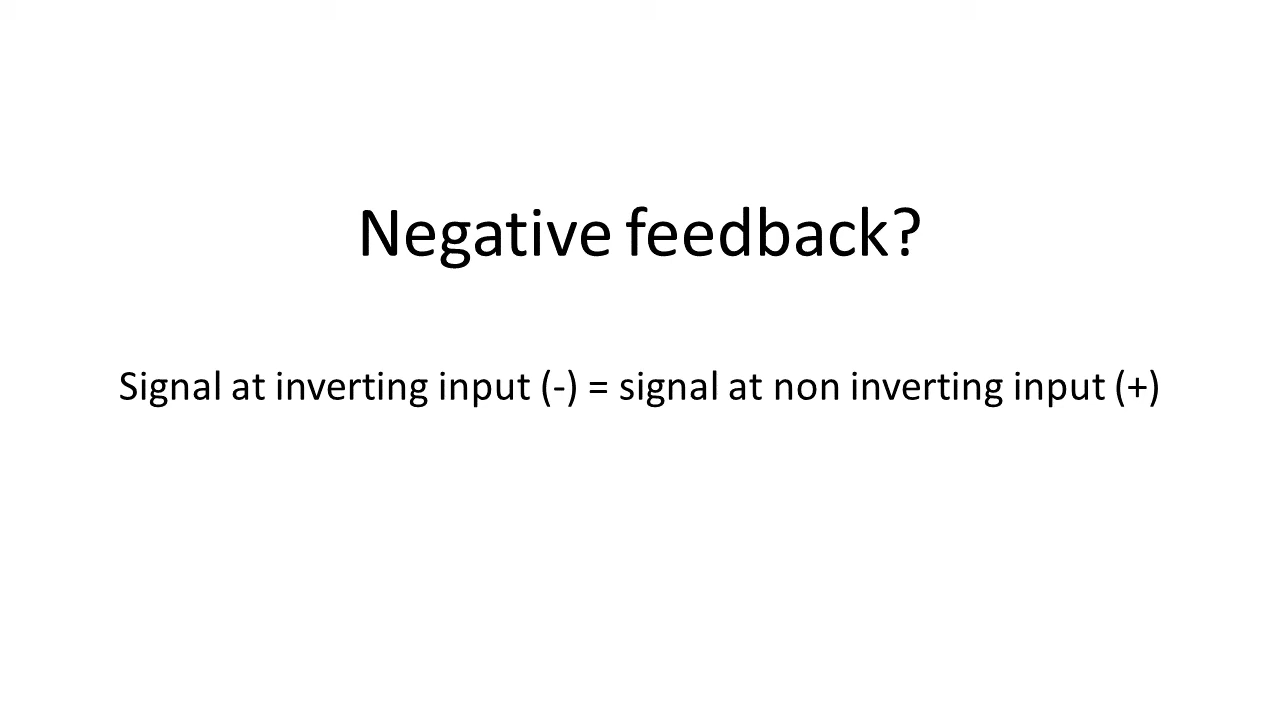 Negative feedback?
Signal at inverting input (-) = signal at non inverting input (+)